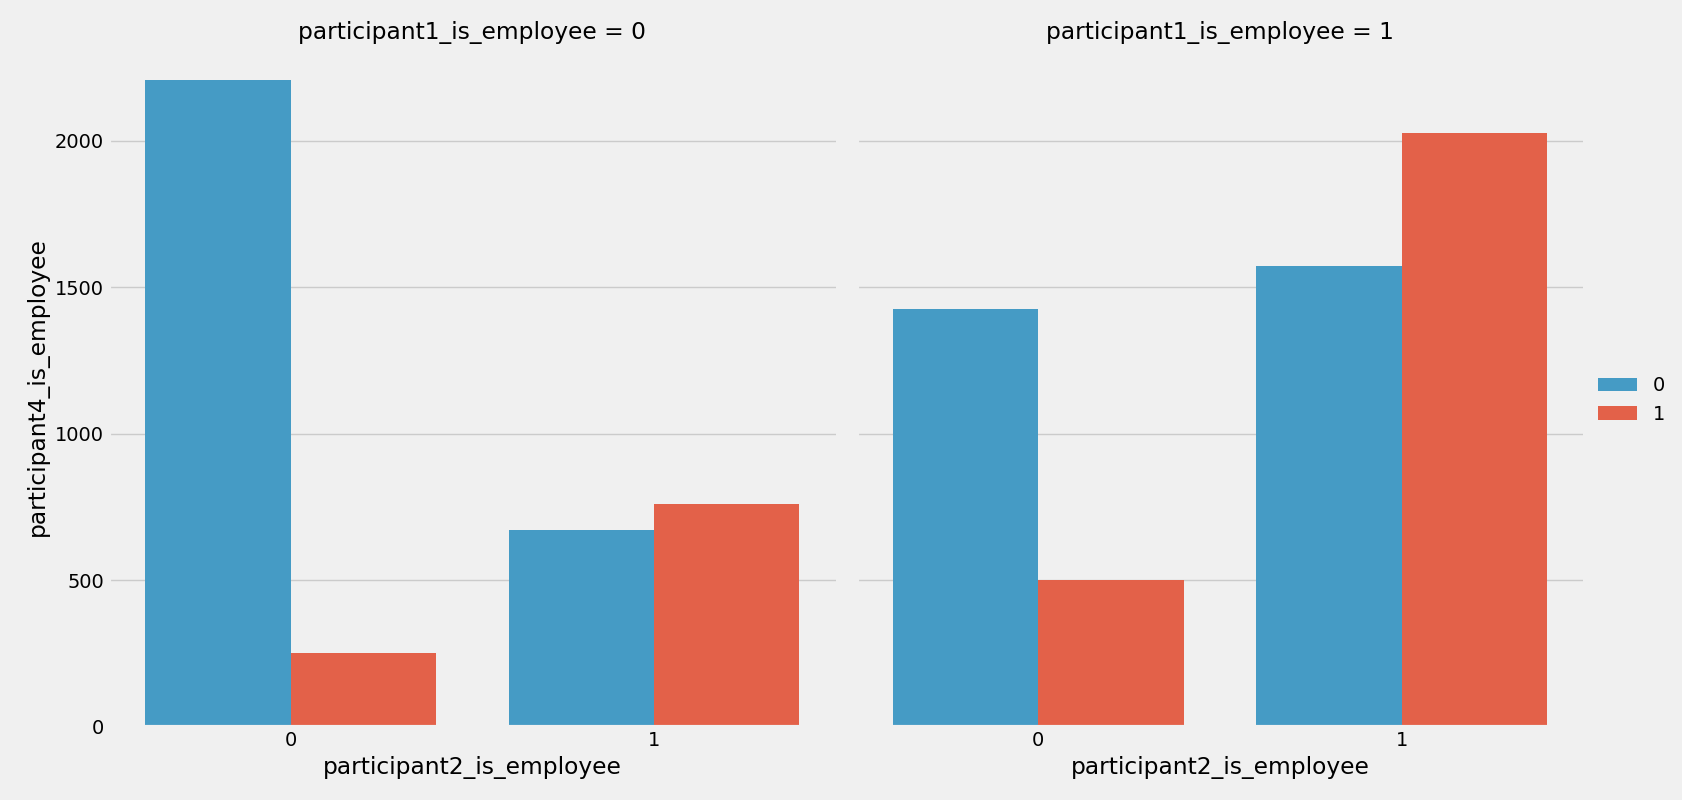 participant1_is_employee = 0
participant1_is_employee = 1
participant4_is_employee
2000
1500
1000
500
0
0
1
0
1
participant2_is_employee
participant2_is_employee
0
1